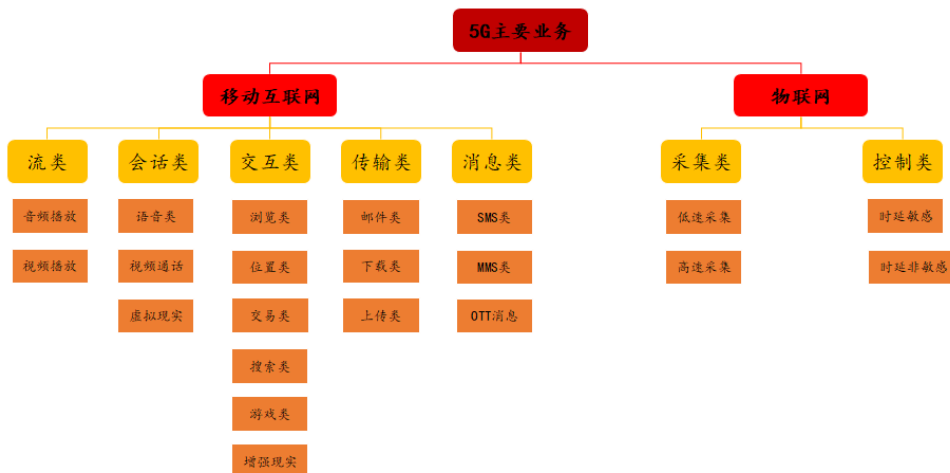 5G主要业务
移动互联网
物联网
流类
会话类
交互类
传输类
消息类
采集类
控制类
音频播放
语音类
浏览类
邮件类
SMS类
低速采集
时延敏感
视频播放
视频通话
位置类
下载类
MMS类
高速采集
时延非敏感
虚拟现实
交易类
上传类
OTT消息
搜索类
游戏类
增强现实